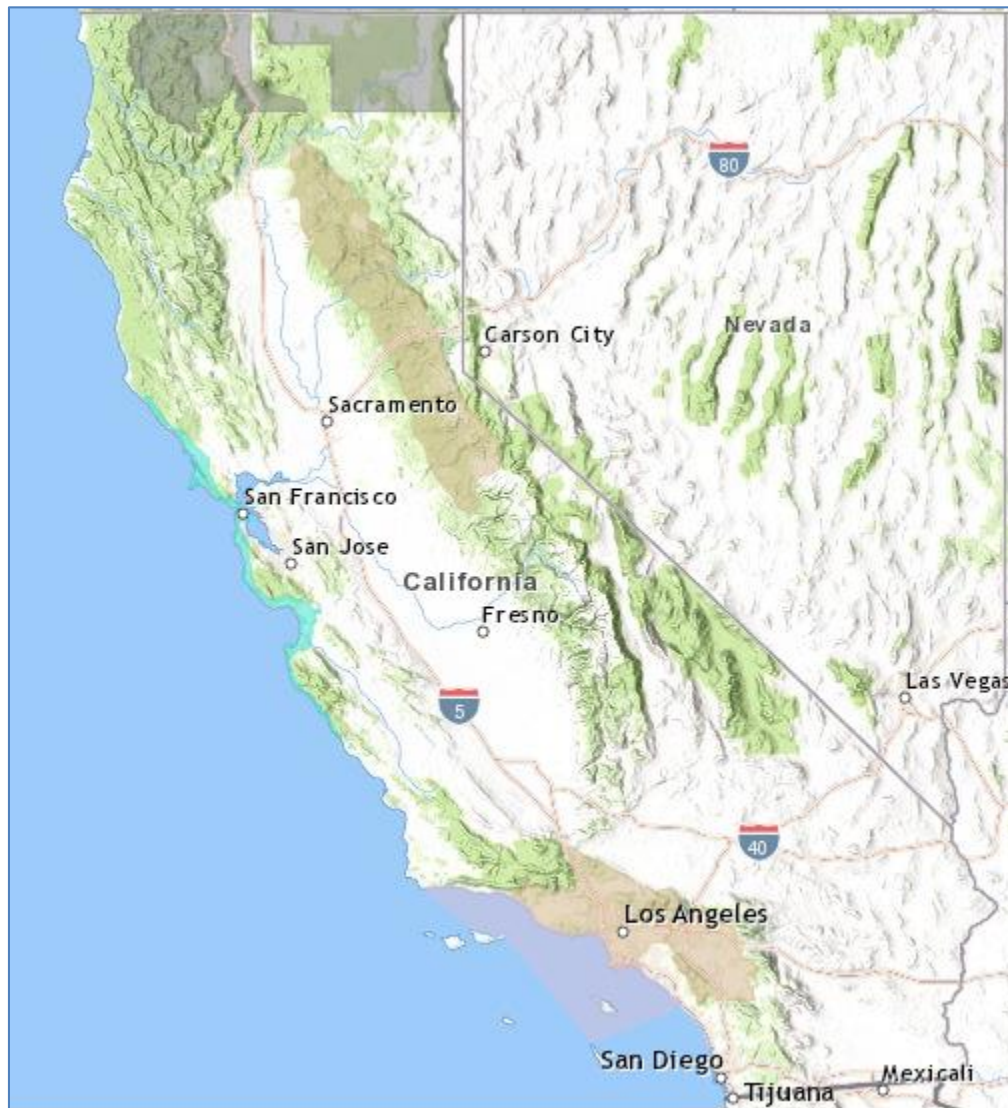 80
Nevada
Carson City
Sacramento
San Francisco
San Jose
California
Fresno
Las Vegas
5
40
Los Angeles
San Diego
Mexicali
Tijuana